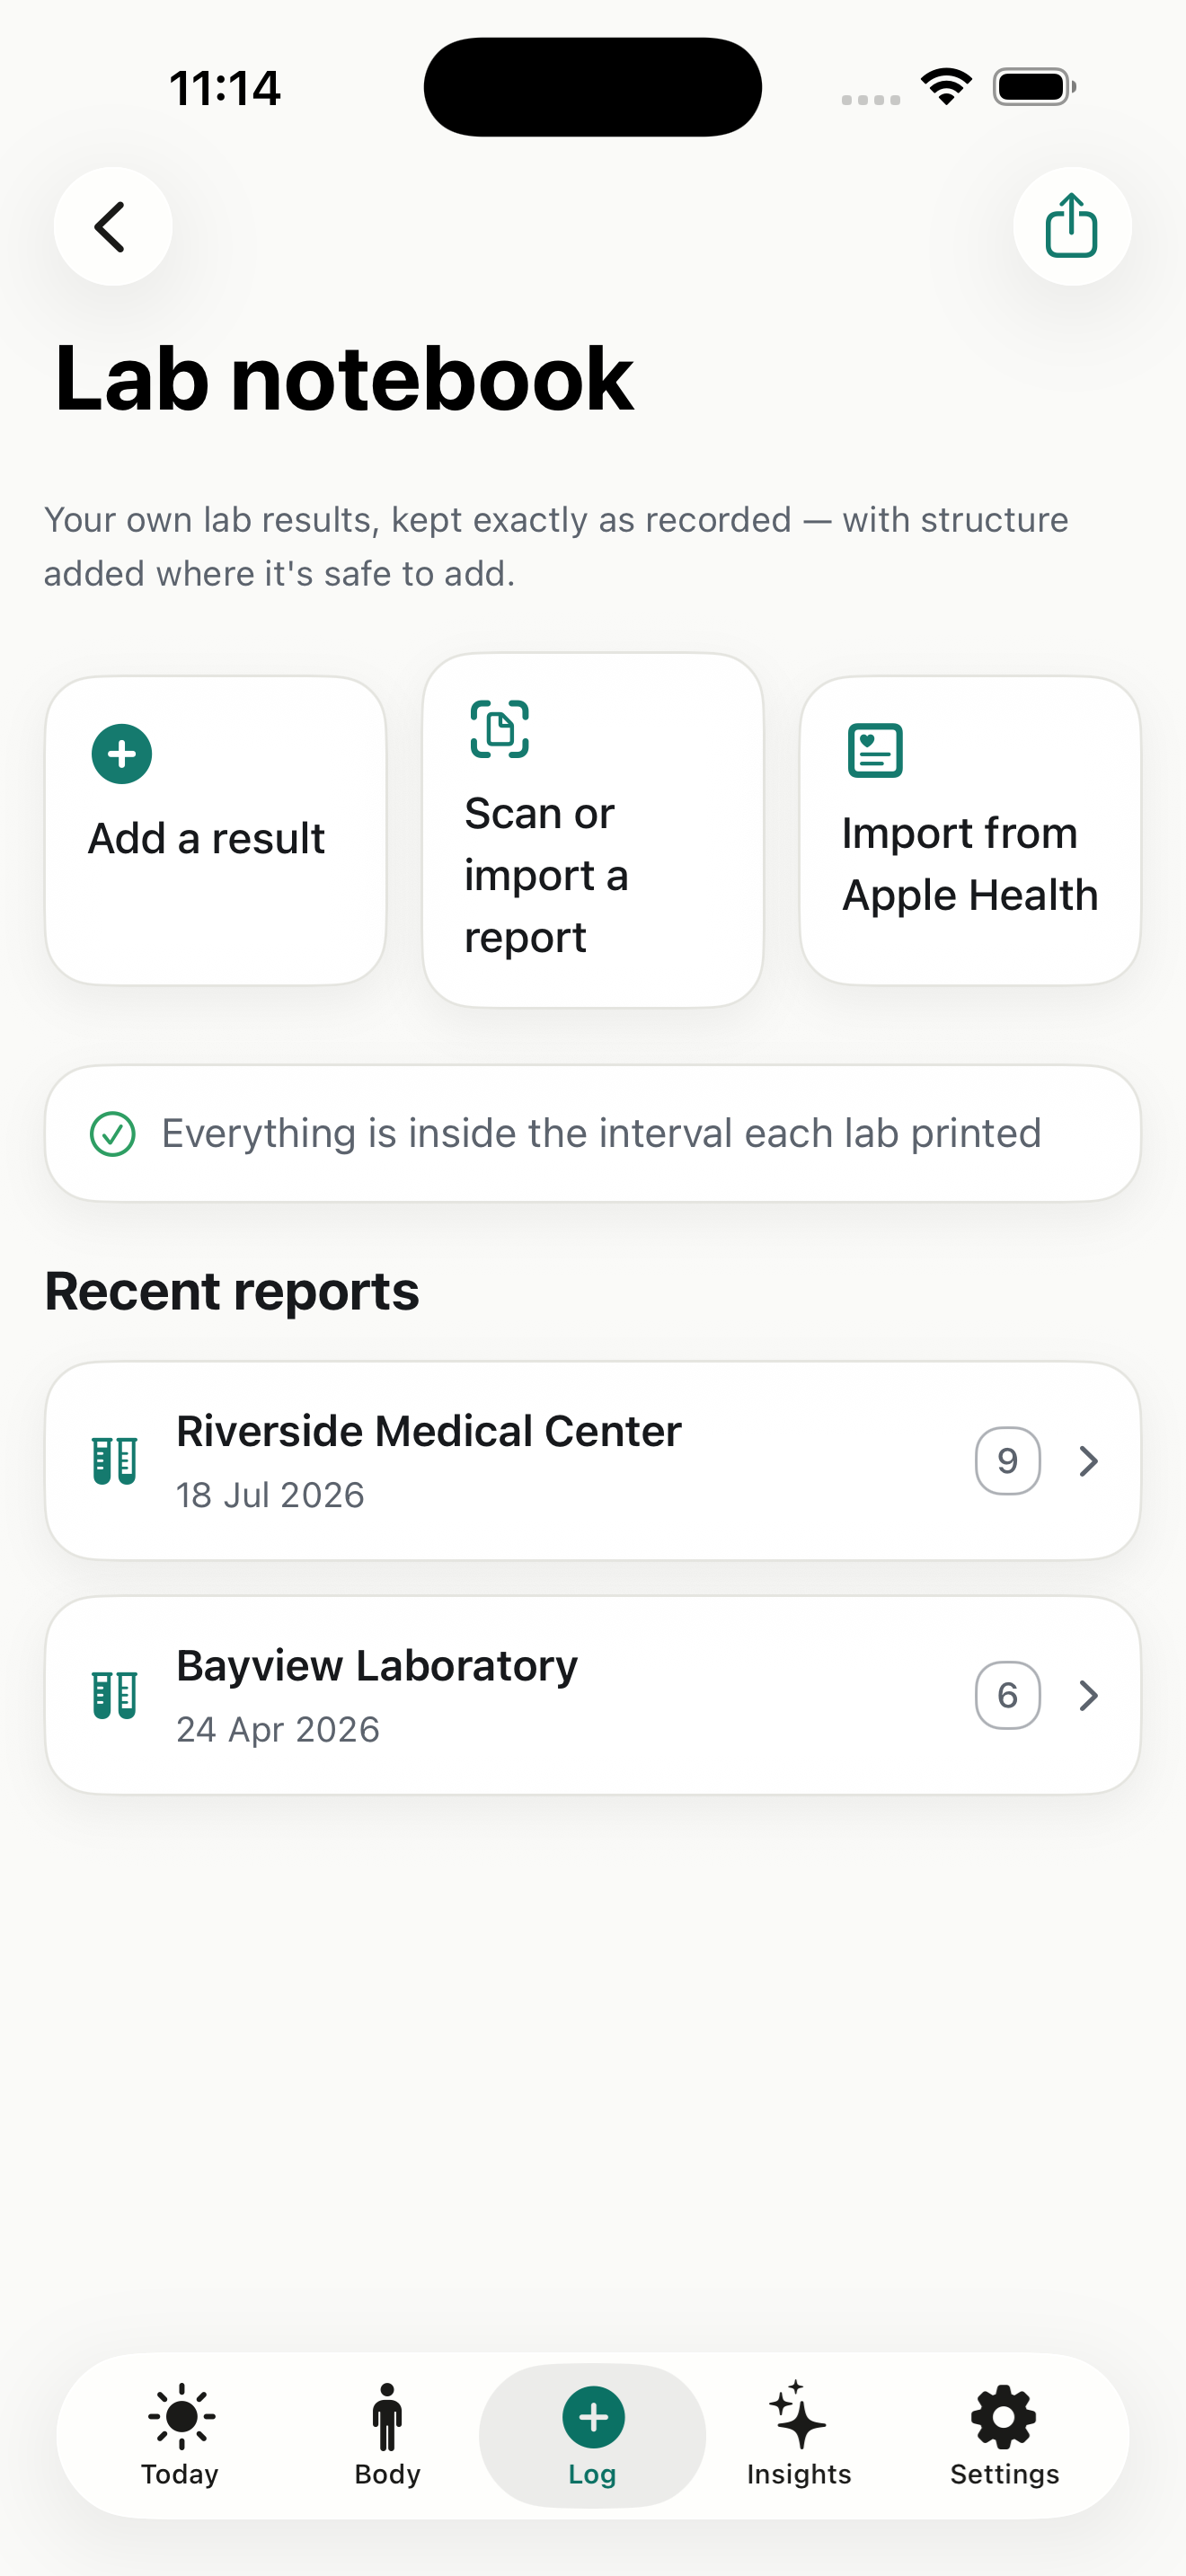 11:14
Lab notebook
Your own lab results, kept exactly as recorded — with structure
added where it's safe to add.
Add a result
Scan or
import a
report
Import from
Apple Health
Everything is inside the interval each lab printed
Recent reports
Riverside Medical Center
18 Jul 2026
9
Bayview Laboratory
24 Apr 2026
6
Today
Body
Log
Insights
Settings